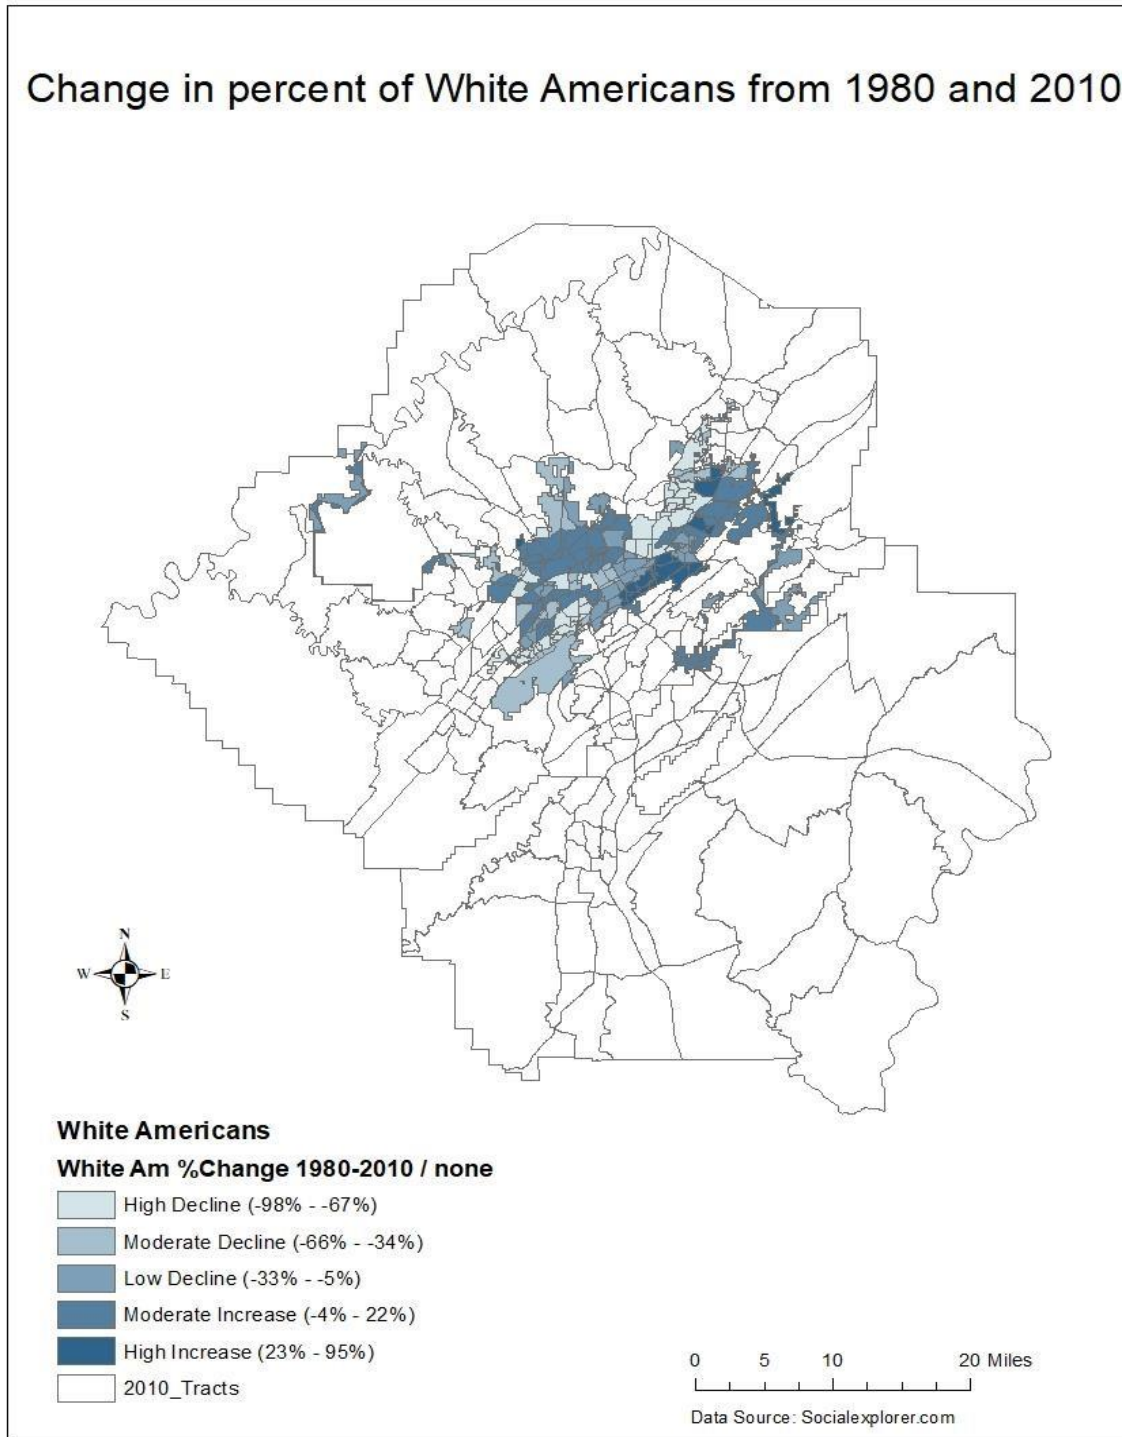 Change in percent of White Americans from 1980 and 2010
N
W E
S
White Americans
White Am %Change 1980-2010 / none
High Decline (-98% - -67%)
Moderate Decline (-66% - -34%)
Low Decline (-33% - -5%)
Moderate Increase (-4% - 22%)
High Increase (23% - 95%)
2010_Tracts
0 5 10 20 Miles
Data Source: Socialexplorer.com